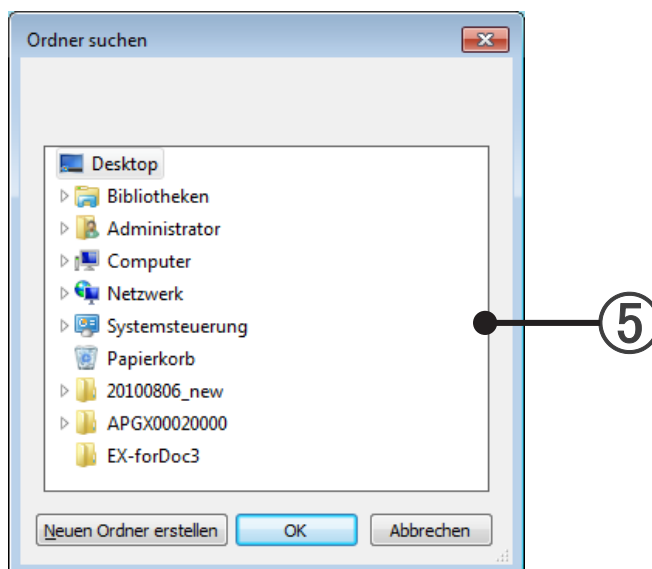 Ordner suchen
Desktop
Bibliotheken
Administrator
Computer
Netzwerk
Systemsteuerung
Papierkorb
20100806_new
APGX00020000
EX-forDoc3
Neuen Ordner erstellen OK Abbrechen
⑤